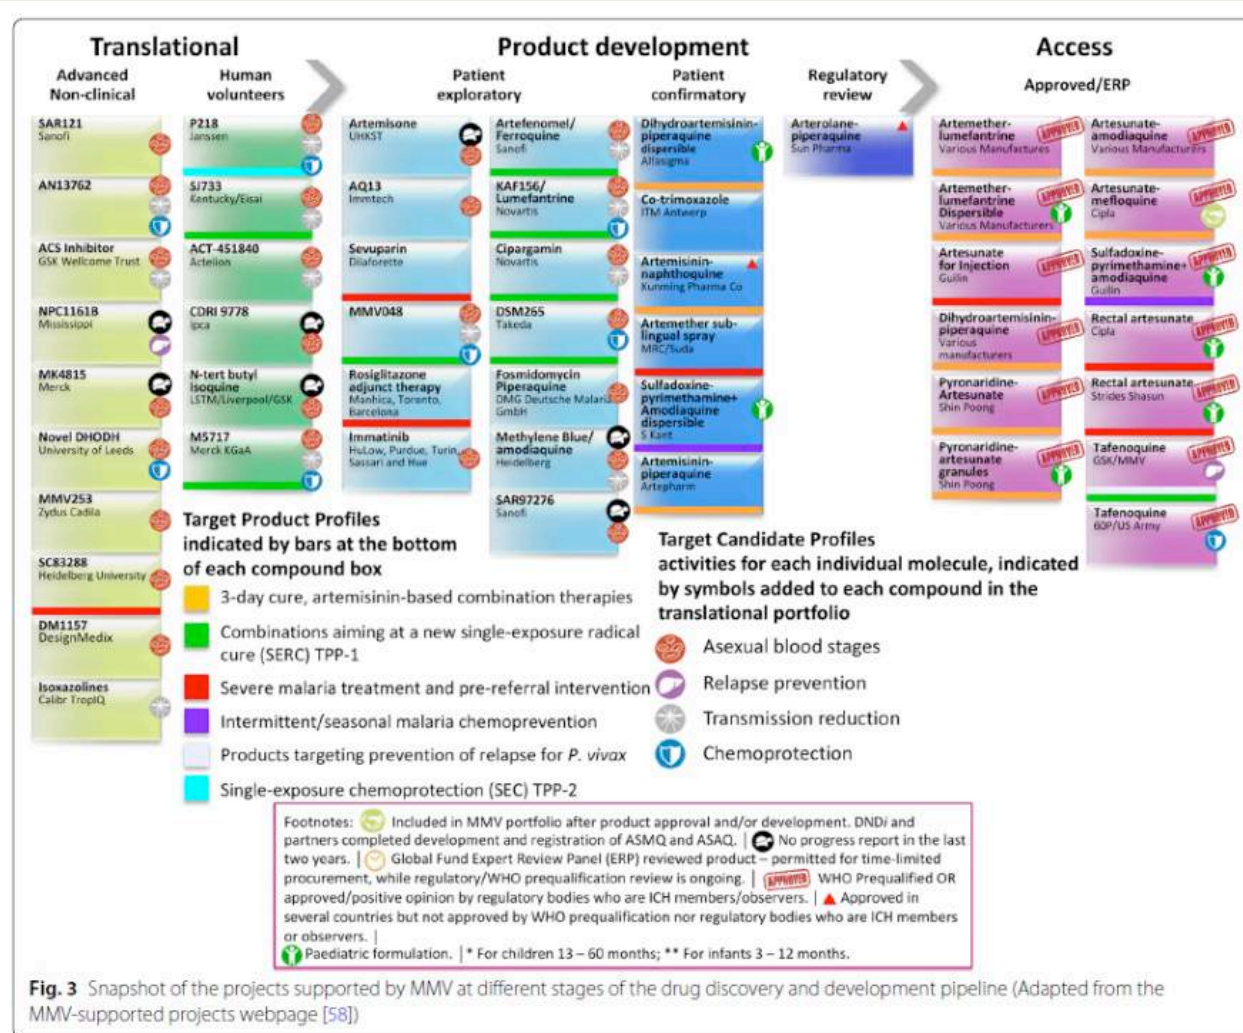 Translational
Product development
Access
Advanced
Non-clinical
Human
volunteers
Patient
exploratory
Patient
confirmatory
Regulatory
review
Approved/ERP
SAR121
Sanofi
AN13762
ACS Inhibitor
GSK Wellcome Trust
NPC1161B
Mississippi
MK4815
Merck
Novel DHODH
University of Leeds
MMV253
Zydus Cadila
SC83288
Heidelberg University
DM1157
DesignMedix
Isoxazolines
Calibr TropIQ
P218
Janssen
SJ733
Kentucky/Eisai
ACT-451840
Actelion
CDRI 9778
Ipca
N-tert butyl
Isoquine
LSTM/Liverpool/GSK
M5717
Merck KGaA
Artemisone
UHKST
AQ13
Immtech
Sevuparin
Dilaforette
MMV048
Rosiglitazone
adjunct therapy
Manhica, Toronto,
Barcelona
Immatinib
HuLow, Purdue, Turin,
Sassari and Hue
Artefenomel/
Ferroquine
Sanofi
KAF156/
Lumefantrine
Novartis
Cipargamin
Novartis
DSM265
Takeda
Fosmidomycin
Piperaquine
DMG Deutsche Malaria
GmbH
Methylene Blue/
amodiaquine
Heidelberg
SAR97276
Sanofi
Dihydroartemisinin-
piperaquine
dispersible
Alfasigma
Co-trimoxazole
ITM Antwerp
Artemisinin-
naphthoquine
Kunming Pharma Co
Artemether sub-
lingual spray
MRC/Suda
Sulfadoxine-
pyrimethamine+
Amodiaquine
dispersible
S Kant
Artemisinin-
piperaquine
Artepharm
Arterolane-
piperaquine
Sun Pharma
Artemether-
lumefantrine
Various Manufactures
APPROVED
Artemether-
lumefantrine
Dispersible
Various Manufacturers
APPROVED
Artesunate
for Injection
Guilin
APPROVED
Dihydroartemisinin-
piperaquine
Various
manufacturers
APPROVED
Pyronaridine-
Artesunate
Shin Poong
APPROVED
Pyronaridine-
artesunate
granules
Shin Poong
APPROVED
Artesunate-
amodiaquine
Various Manufacturers
APPROVED
Artesunate-
mefloquine
Cipla
APPROVED
Sulfadoxine-
pyrimethamine+
amodiaquine
Guilin
APPROVED
Rectal artesunate
Cipla
APPROVED
Rectal artesunate
Strides Shasun
APPROVED
Tafenoquine
GSK/MMV
APPROVED
Tafenoquine
60P/US Army
APPROVED
Target Product Profiles
indicated by bars at the bottom
of each compound box
3-day cure, artemisinin-based combination therapies
Combinations aiming at a new single-exposure radical
cure (SERC) TPP-1
Severe malaria treatment and pre-referral intervention
Intermittent/seasonal malaria chemoprevention
Products targeting prevention of relapse for P. vivax
Single-exposure chemoprotection (SEC) TPP-2
Target Candidate Profiles
activities for each individual molecule, indicated
by symbols added to each compound in the
translational portfolio
Asexual blood stages
Relapse prevention
Transmission reduction
Chemoprotection
Footnotes: Included in MMV portfolio after product approval and/or development. DNDi and
partners completed development and registration of ASMQ and ASAQ. | No progress report in the last
two years. | Global Fund Expert Review Panel (ERP) reviewed product – permitted for time-limited
procurement, while regulatory/WHO prequalification review is ongoing. | APPROVED WHO Prequalified OR
approved/positive opinion by regulatory bodies who are ICH members/observers. | Approved in
several countries but not approved by WHO prequalification nor regulatory bodies who are ICH members
or observers. |
Paediatric formulation. | * For children 13 – 60 months; ** For infants 3 – 12 months.
Fig. 3 Snapshot of the projects supported by MMV at different stages of the drug discovery and development pipeline (Adapted from the
MMV-supported projects webpage [58])